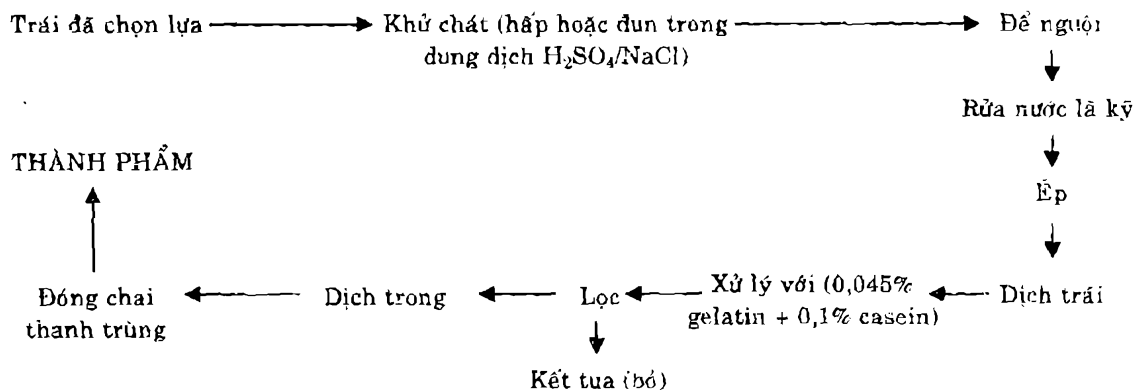 Trái đã chọn lựa
Khử chát (hấp hoặc đun trong
dung dịch H₂SO₄/NaCl)
Để nguội
Rửa nước lã kỹ
Ép
Dịch trái
Xử lý với (0,045%
gelatin + 0,1% casein)
Lọc
Kết tủa (bỏ)
Dịch trong
Đóng chai
thanh trùng
THÀNH PHẨM